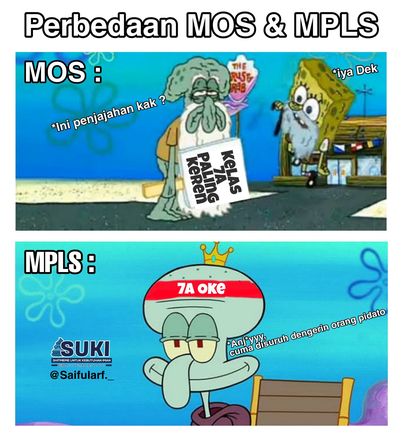 Perbedaan MOS & MPLS
MOS :
*Ini penjajahan kak ?
THE
*iya Dek
KELAS
7A
PALING
KEREN
MPLS :
7A OKe
*Anj*yyy,
cuma disuruh dengerin orang pidato
SUKI
@Saifularf._